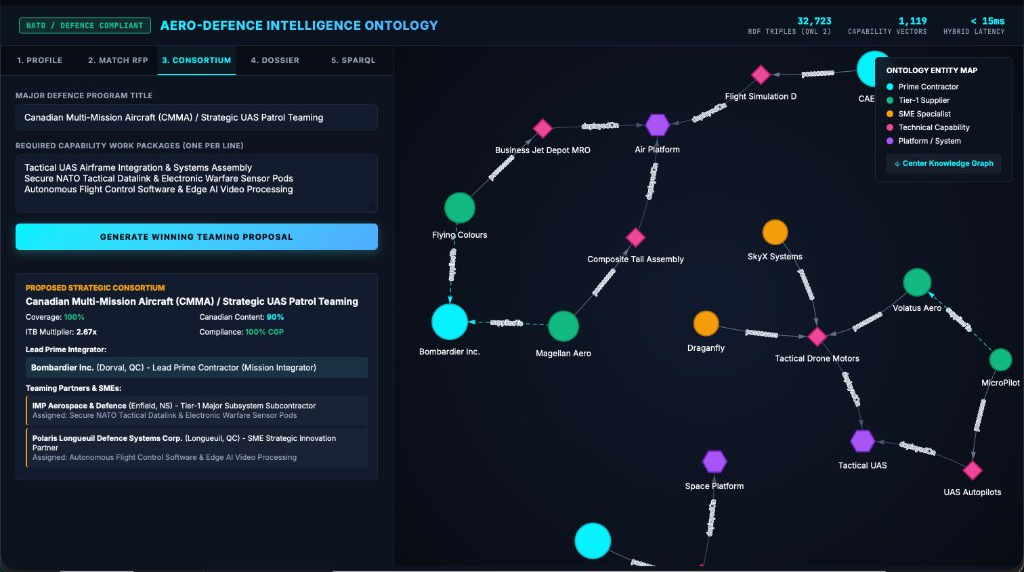 NATO / DEFENCE COMPLIANT
AERO-DEFENCE INTELLIGENCE ONTOLOGY
32,723
RDF TRIPLES (OWL 2)
1,119
CAPABILITY VECTORS
< 15ms
HYBRID LATENCY
1. PROFILE
2. MATCH RFP
3. CONSORTIUM
4. DOSSIER
5. SPARQL
MAJOR DEFENCE PROGRAM TITLE
Canadian Multi-Mission Aircraft (CMMA) / Strategic UAS Patrol Teaming
REQUIRED CAPABILITY WORK PACKAGES (ONE PER LINE)
Tactical UAS Airframe Integration & Systems Assembly
Secure NATO Tactical Datalink & Electronic Warfare Sensor Pods
Autonomous Flight Control Software & Edge AI Video Processing
GENERATE WINNING TEAMING PROPOSAL
PROPOSED STRATEGIC CONSORTIUM
Canadian Multi-Mission Aircraft (CMMA) / Strategic UAS Patrol Teaming
Coverage: 100%
Canadian Content: 90%
ITB Multiplier: 2.67x
Compliance: 100% CGP
Lead Prime Integrator:
Bombardier Inc. (Dorval, QC) - Lead Prime Contractor (Mission Integrator)
Teaming Partners & SMEs:
IMP Aerospace & Defence (Enfield, NS) - Tier-1 Major Subsystem Subcontractor
Assigned: Secure NATO Tactical Datalink & Electronic Warfare Sensor Pods
Polaris Longueuil Defence Systems Corp. (Longueuil, QC) - SME Strategic Innovation
Partner
Assigned: Autonomous Flight Control Software & Edge AI Video Processing
possesses
CAE
Flight Simulation D
deployedOn
deployedOn
Business Jet Depot MRO
Air Platform
Flying Colours
Composite Tail Assembly
deployedOn
suppliesTo
Bombardier Inc.
Magellan Aero
SkyX Systems
possesses
Draganfly
Volatus Aero
Tactical Drone Motors
MicroPilot
deployedOn
Tactical UAS
UAS Autopilots
Space Platform
ONTOLOGY ENTITY MAP
Prime Contractor
Tier-1 Supplier
SME Specialist
Technical Capability
Platform / System
Center Knowledge Graph